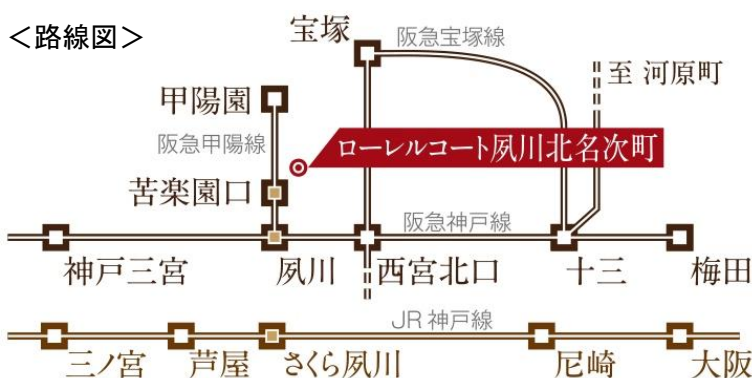 ＜路線図＞
宝塚
阪急宝塚線
至 河原町
甲陽園
阪急甲陽線
ローレルコート夙川北名次町
苦楽園口
阪急神戸線
神戸三宮
夙川
西宮北口
十三
梅田
JR 神戸線
三ノ宮
芦屋
さくら夙川
尼崎
大阪